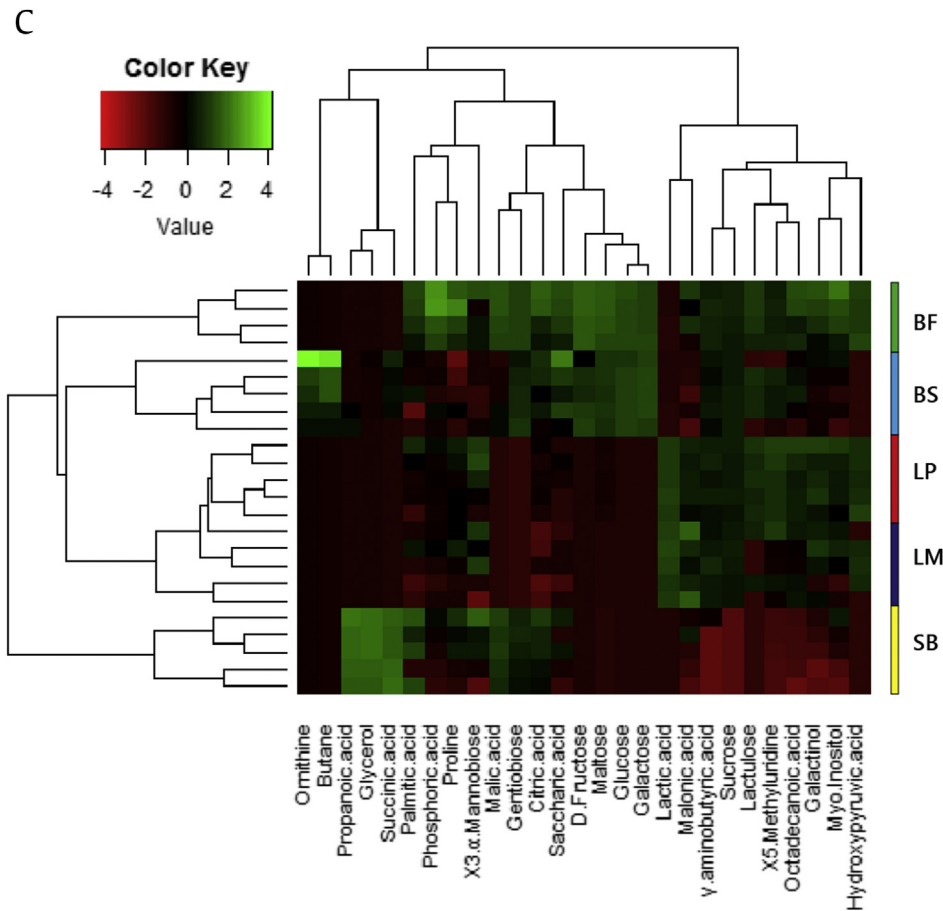 C
Color Key
-4 -2 0 2 4
Value
BF
BS
LP
LM
SB
Ornithine
Butane
Propanoic.acid
Glycerol
Succinic.acid
Palmitic.acid
Phosphoric.acid
Proline
X3.α.Mannobiose
Malic.acid
Gentiobiose
Citric.acid
Saccharic.acid
D.Fructose
Maltose
Glucose
Galactose
Lactic.acid
Malonic.acid
γ.aminobutyric.acid
Sucrose
Lactulose
X5.Methyluridine
Octadecanoic.acid
Galactinol
Myo.Inositol
Hydroxypyruvic.acid